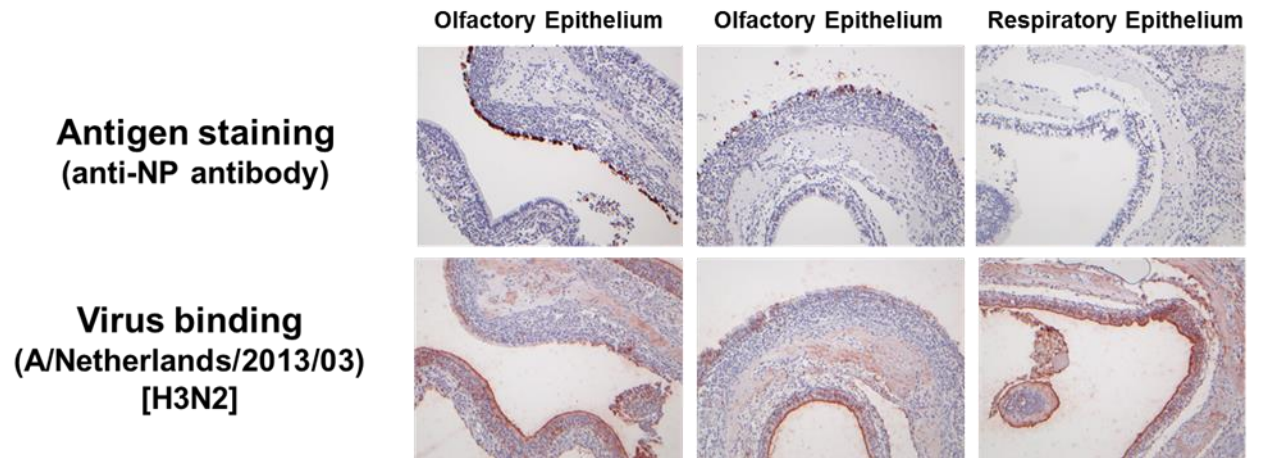 Olfactory Epithelium
Olfactory Epithelium
Respiratory Epithelium
Antigen staining
(anti-NP antibody)
Virus binding
(A/Netherlands/2013/03)
[H3N2]